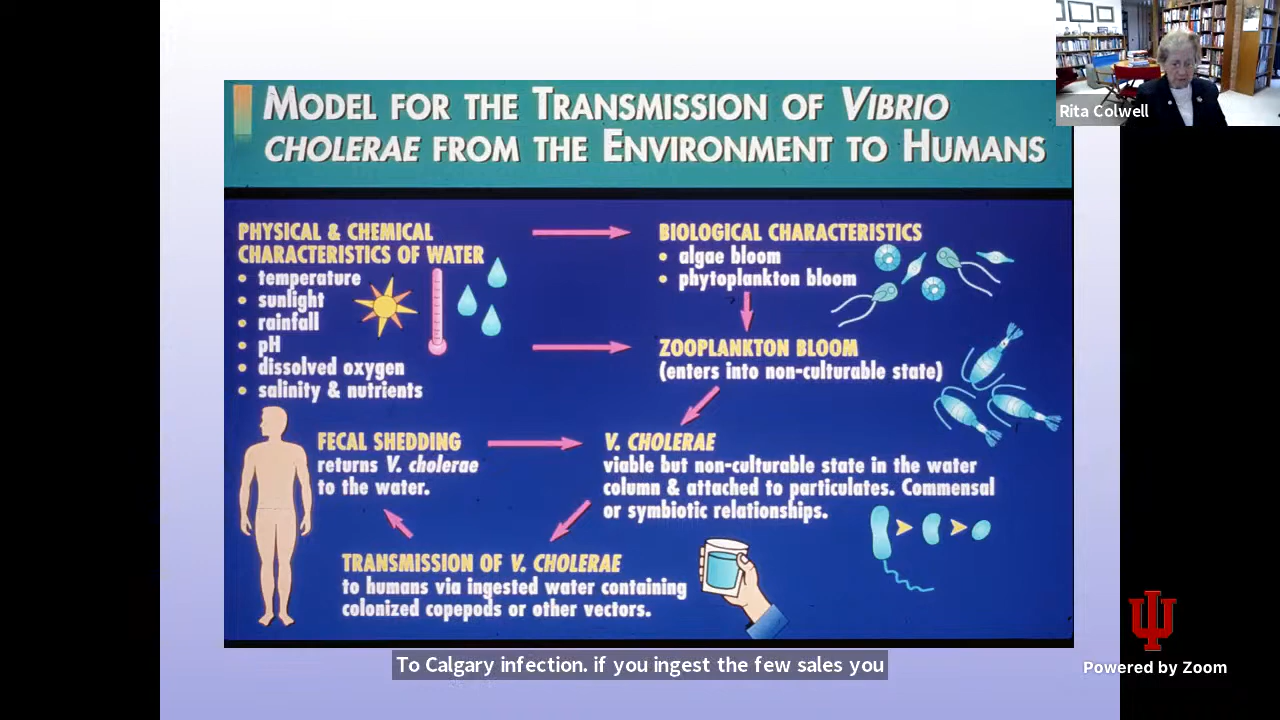 Rita Colwell
MODEL FOR THE TRANSMISSION OF VIBRIO
CHOLERAE FROM THE ENVIRONMENT TO HUMANS
PHYSICAL & CHEMICAL
CHARACTERISTICS OF WATER
• temperature
• sunlight
• rainfall
• pH
• dissolved oxygen
• salinity & nutrients
BIOLOGICAL CHARACTERISTICS
• algae bloom
• phytoplankton bloom
ZOOPLANKTON BLOOM
(enters into non-culturable state)
FECAL SHEDDING
returns V. cholerae
to the water.
V. CHOLERAE
viable but non-culturable state in the water
column & attached to particulates. Commensal
or symbiotic relationships.
TRANSMISSION OF V. CHOLERAE
to humans via ingested water containing
colonized copepods or other vectors.
To Calgary infection. if you ingest the few sales you
Powered by Zoom